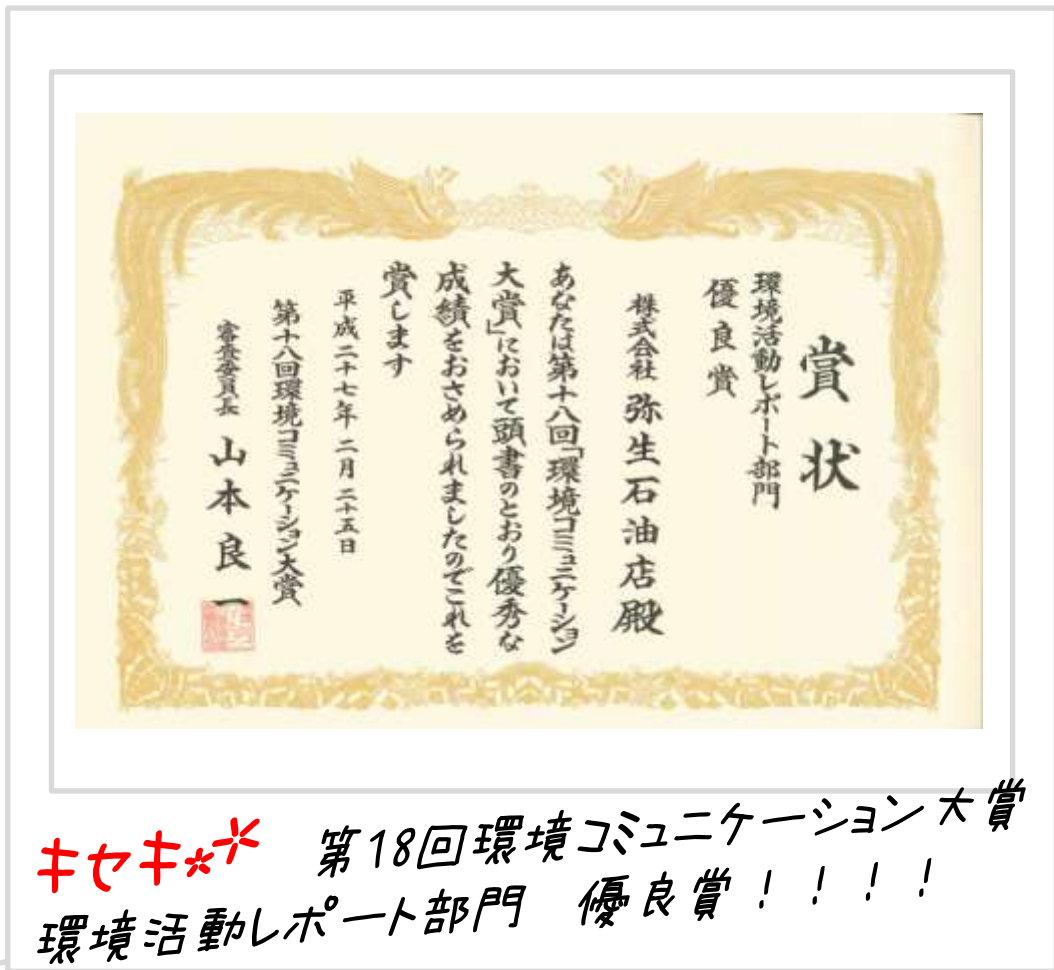 賞状
環境活動レポート部門
優良賞
株式会社 弥生石油店殿
あなたは第十八回「環境コミュニケーション
大賞」において頭書のとおり優秀な
成績をおさめられましたのでこれを
賞します
平成二十七年二月二十五日
第十八回環境コミュニケーション大賞
審査委員長 山本良一
キセキ** 第18回環境コミュニケーション大賞
環境活動レポート部門 優良賞!!!!